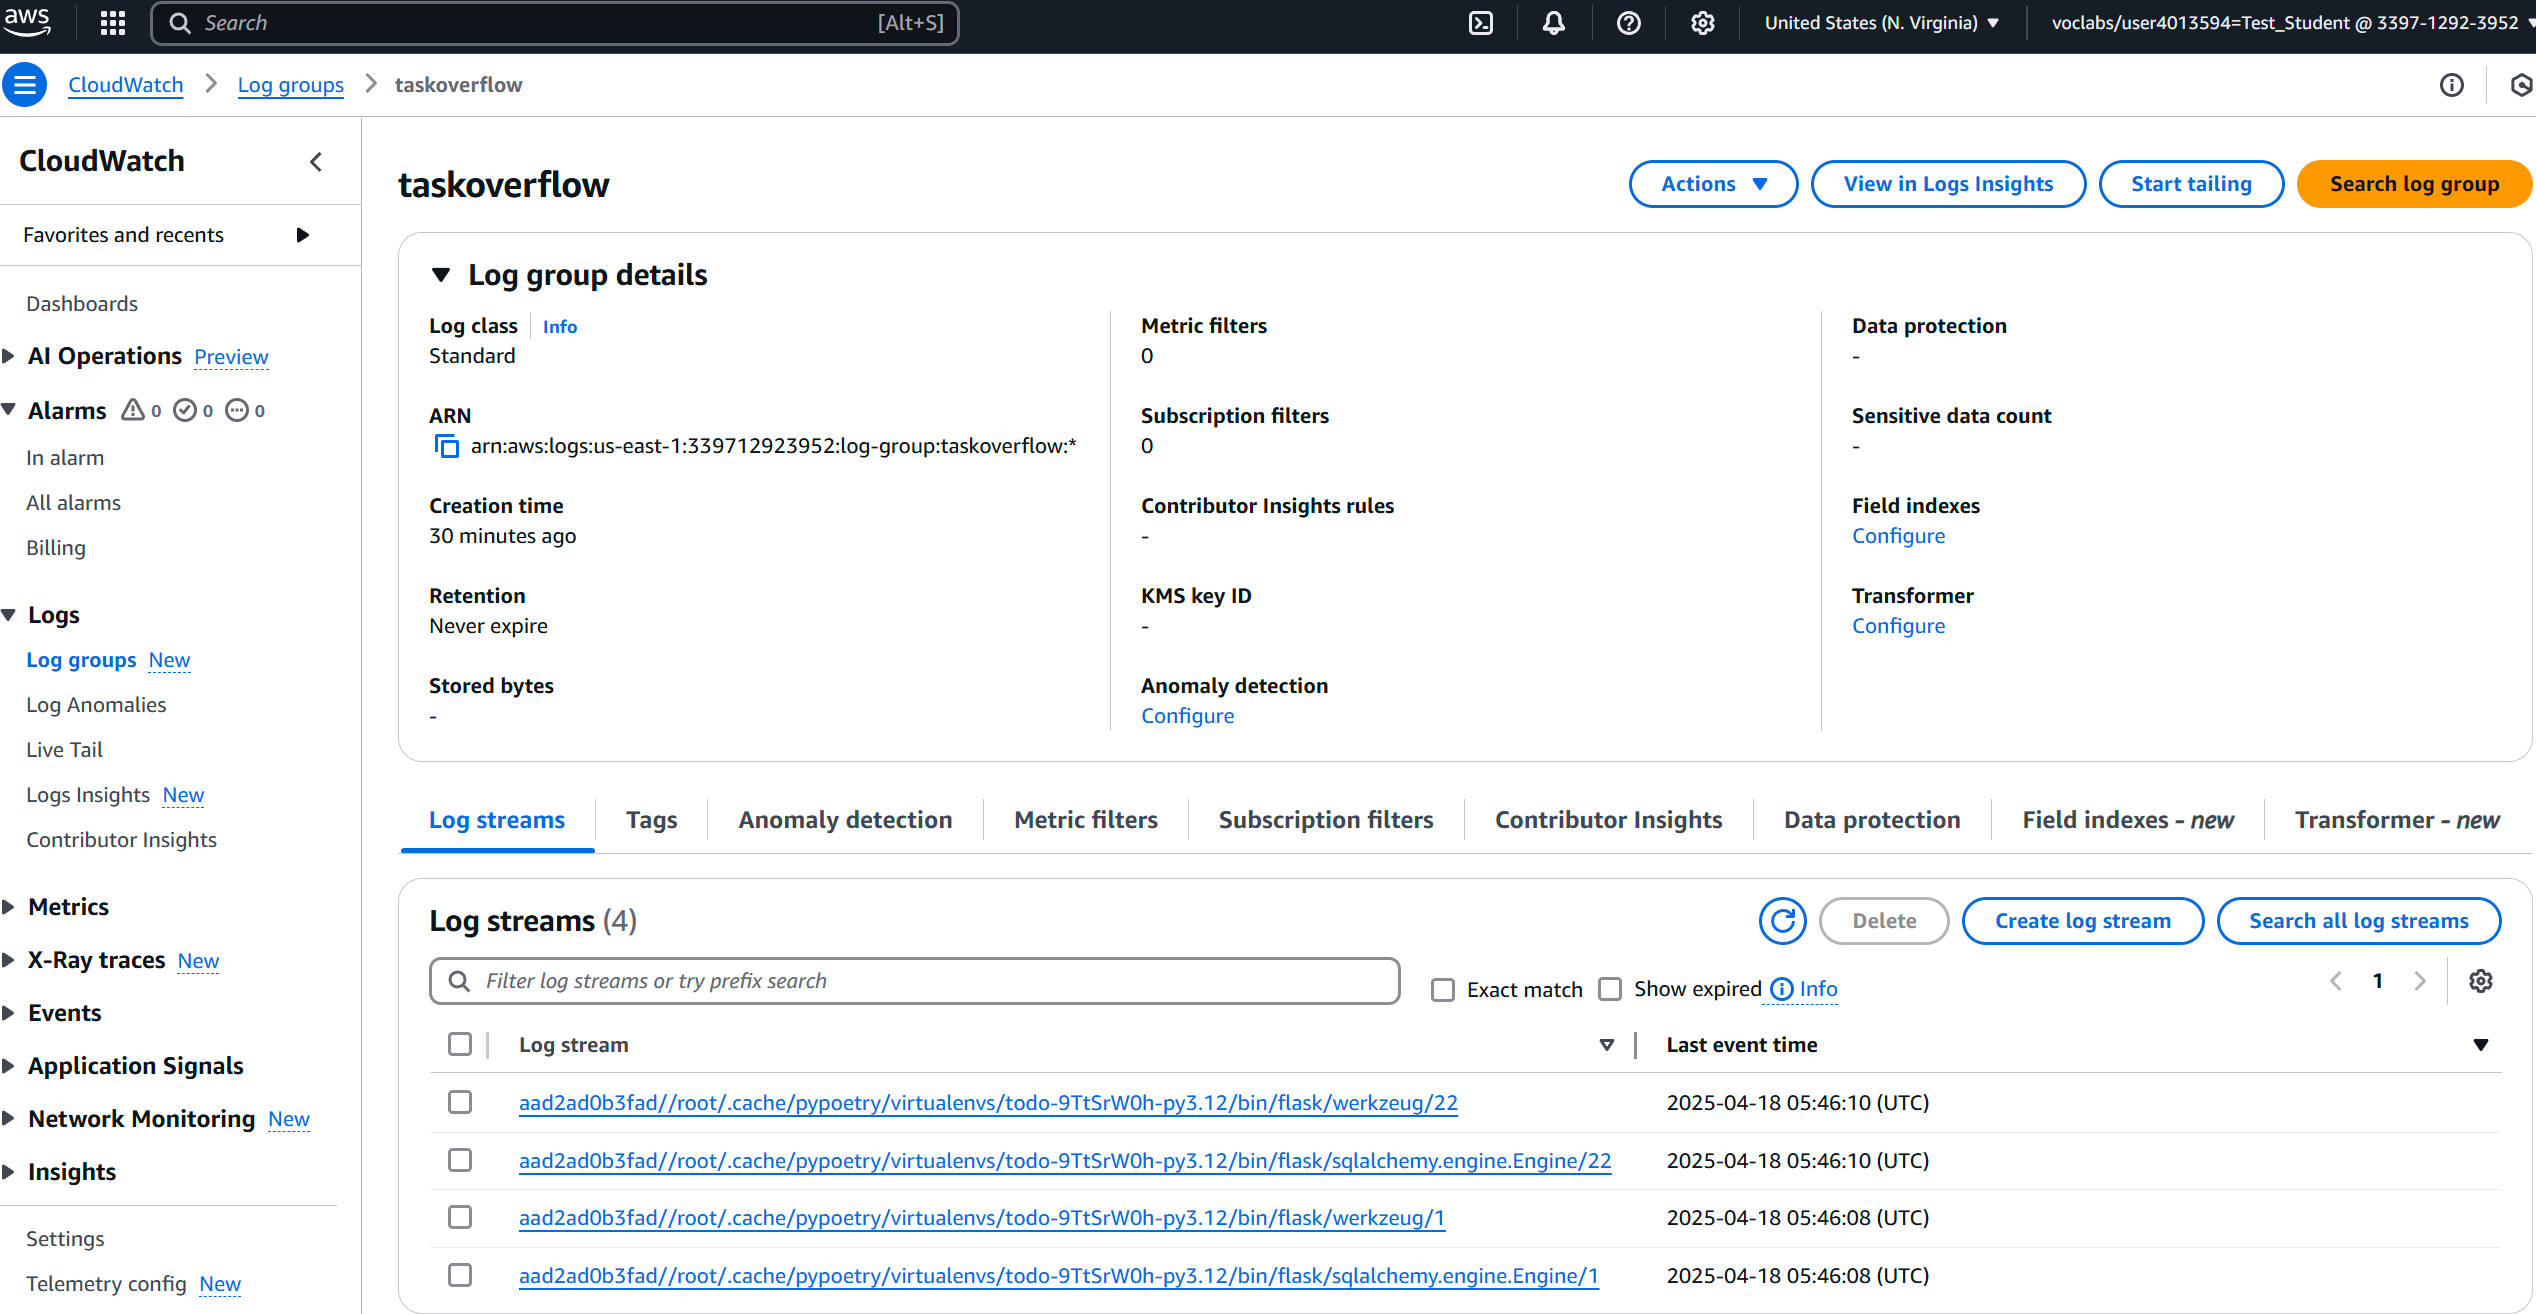 aws
Search [Alt+S] United States (N. Virginia) voclabs/user4013594=Test_Student @ 3397-1292-3952
CloudWatch Log groups taskoverflow
CloudWatch
Favorites and recents
Dashboards
AI Operations Preview
Alarms 0 0 0
In alarm
All alarms
Billing
Logs
Log groups New
Log Anomalies
Live Tail
Logs Insights New
Contributor Insights
Metrics
X-Ray traces New
Events
Application Signals
Network Monitoring New
Insights
Settings
Telemetry config New
taskoverflow
Actions View in Logs Insights Start tailing Search log group
Log group details
Log class Info
Standard
ARN
arn:aws:logs:us-east-1:339712923952:log-group:taskoverflow:*
Creation time
30 minutes ago
Retention
Never expire
Stored bytes
-
Metric filters
0
Subscription filters
0
Contributor Insights rules
-
KMS key ID
-
Anomaly detection
Configure
Data protection
-
Sensitive data count
-
Field indexes
Configure
Transformer
Configure
Log streams Tags Anomaly detection Metric filters Subscription filters Contributor Insights Data protection Field indexes - new Transformer - new
Log streams (4)
Delete Create log stream Search all log streams
Filter log streams or try prefix search Exact match Show expired Info 1
Log stream Last event time
aad2ad0b3fad//root/.cache/pypoetry/virtualenvs/todo-9TtSrW0h-py3.12/bin/flask/werkzeug/22 2025-04-18 05:46:10 (UTC)
aad2ad0b3fad//root/.cache/pypoetry/virtualenvs/todo-9TtSrW0h-py3.12/bin/flask/sqlalchemy.engine.Engine/22 2025-04-18 05:46:10 (UTC)
aad2ad0b3fad//root/.cache/pypoetry/virtualenvs/todo-9TtSrW0h-py3.12/bin/flask/werkzeug/1 2025-04-18 05:46:08 (UTC)
aad2ad0b3fad//root/.cache/pypoetry/virtualenvs/todo-9TtSrW0h-py3.12/bin/flask/sqlalchemy.engine.Engine/1 2025-04-18 05:46:08 (UTC)